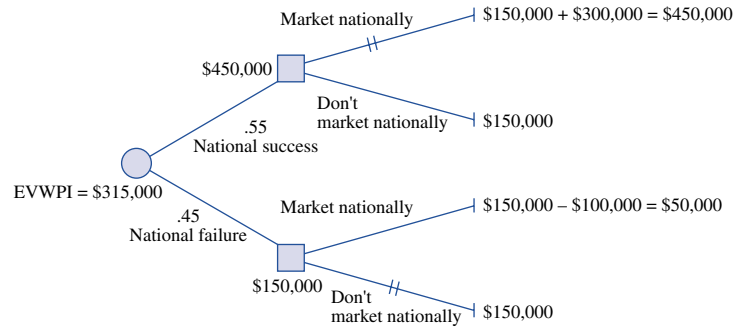 Market nationally
$150,000 + $300,000 = $450,000
$450,000
Don't
market nationally
$150,000
.55
National success
EVWPI = $315,000
.45
National failure
Market nationally
$150,000 – $100,000 = $50,000
$150,000
Don't
market nationally
$150,000